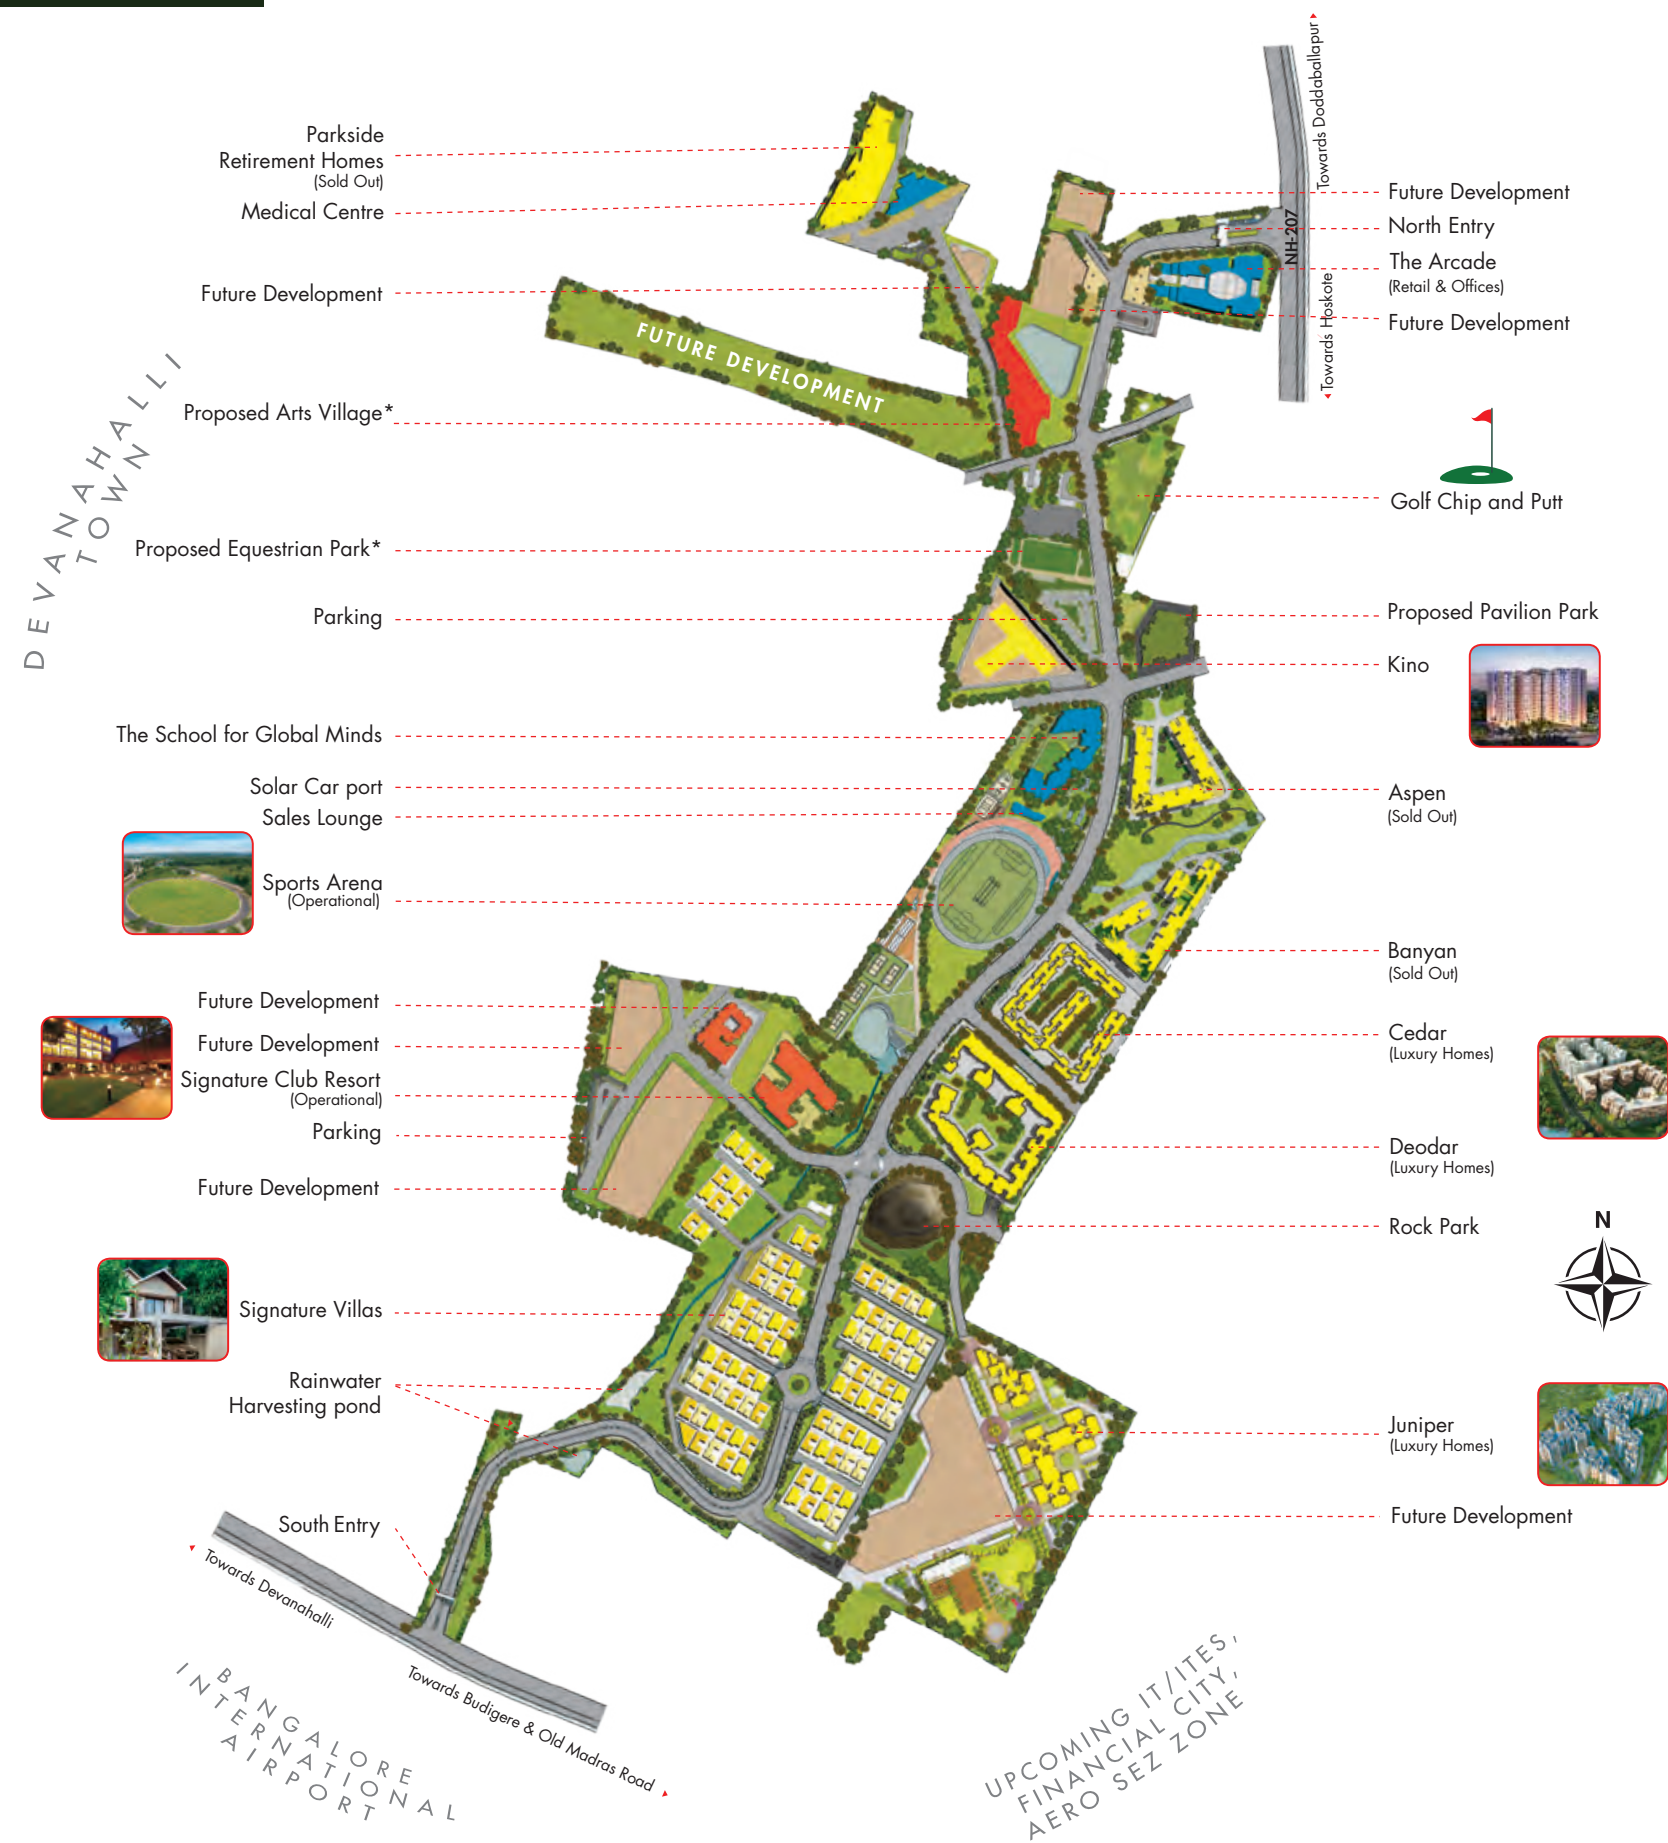 Towards Doddaballapur
Parkside
Retirement Homes
(Sold Out)
Medical Centre
Future Development
Proposed Arts Village*
Proposed Equestrian Park*
Parking
The School for Global Minds
Solar Car port
Sales Lounge
Sports Arena
(Operational)
Future Development
Future Development
Signature Club Resort
(Operational)
Parking
Future Development
Signature Villas
Rainwater
Harvesting pond
South Entry
FUTURE DEVELOPMENT
NH-207
Towards Hoskote
Future Development
North Entry
The Arcade
(Retail & Offices)
Future Development
Golf Chip and Putt
Proposed Pavilion Park
Kino
Aspen
(Sold Out)
Banyan
(Sold Out)
Cedar
(Luxury Homes)
Deodar
(Luxury Homes)
Rock Park
N
Juniper
(Luxury Homes)
Future Development
DEVANAHALLI
TOWN
Towards Devanahalli
Towards Budigere & Old Madras Road
BANGALORE
INTERNATIONAL
AIRPORT
UPCOMING IT/ITES,
FINANCIAL CITY,
AERO SEZ ZONE